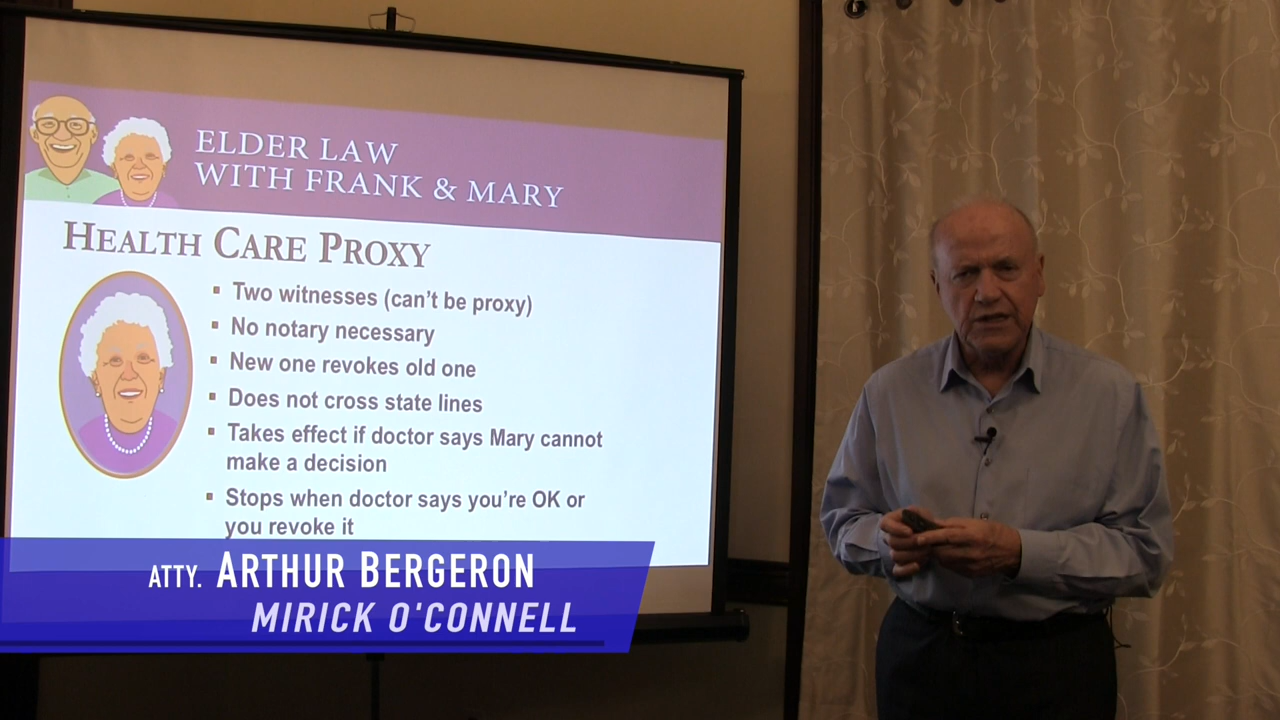 ELDER LAW
WITH FRANK & MARY
HEALTH CARE PROXY
▪ Two witnesses (can't be proxy)
▪ No notary necessary
▪ New one revokes old one
▪ Does not cross state lines
▪ Takes effect if doctor says Mary cannot
make a decision
▪ Stops when doctor says you're OK or
you revoke it
ATTY. ARTHUR BERGERON
MIRICK O'CONNELL